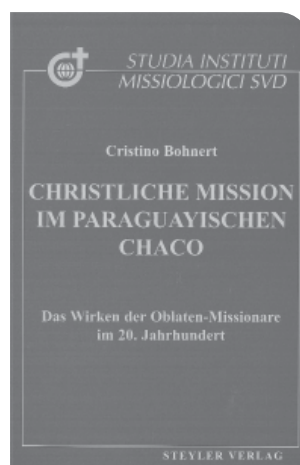 STUDIA INSTITUTI
MISSIOLOGICI SVD
Cristino Bohnert
CHRISTLICHE MISSION
IM PARAGUAYISCHEN
CHACO
Das Wirken der Oblaten-Missionare
im 20. Jahrhundert
STEYLER VERLAG